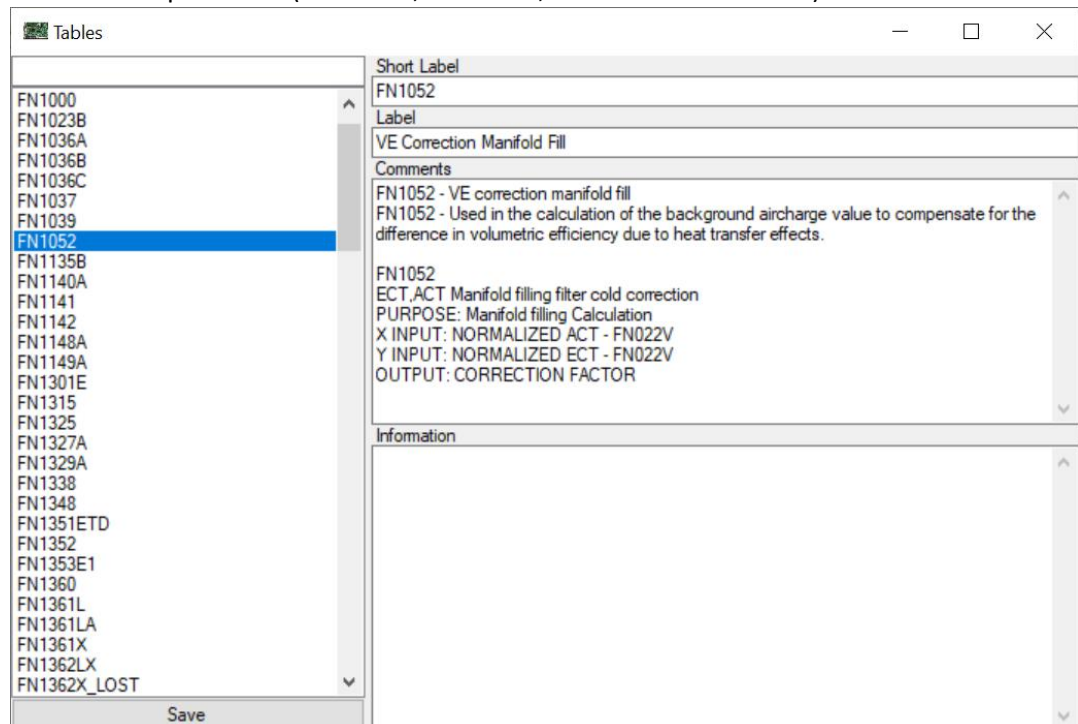 Tables
Short Label
FN1052
Label
VE Correction Manifold Fill
Comments
FN1052 - VE correction manifold fill
FN1052 - Used in the calculation of the background aircharge value to compensate for the
difference in volumetric efficiency due to heat transfer effects.
FN1052
ECT,ACT Manifold filling filter cold correction
PURPOSE: Manifold filling Calculation
X INPUT: NORMALIZED ACT - FN022V
Y INPUT: NORMALIZED ECT - FN022V
OUTPUT: CORRECTION FACTOR
Information
FN1000
FN1023B
FN1036A
FN1036B
FN1036C
FN1037
FN1039
FN1052
FN1135B
FN1140A
FN1141
FN1142
FN1148A
FN1149A
FN1301E
FN1315
FN1325
FN1327A
FN1329A
FN1338
FN1348
FN1351ETD
FN1352
FN1353E1
FN1360
FN1361L
FN1361LA
FN1361X
FN1362LX
FN1362X_LOST
Save